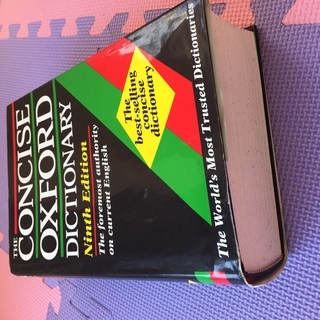 THE
CONCISE
OXFORD
DICTIONARY
Ninth Edition
The foremost authority
on current English
The
best-selling
concise
dictionary
The World's Most Trusted Dictionaries